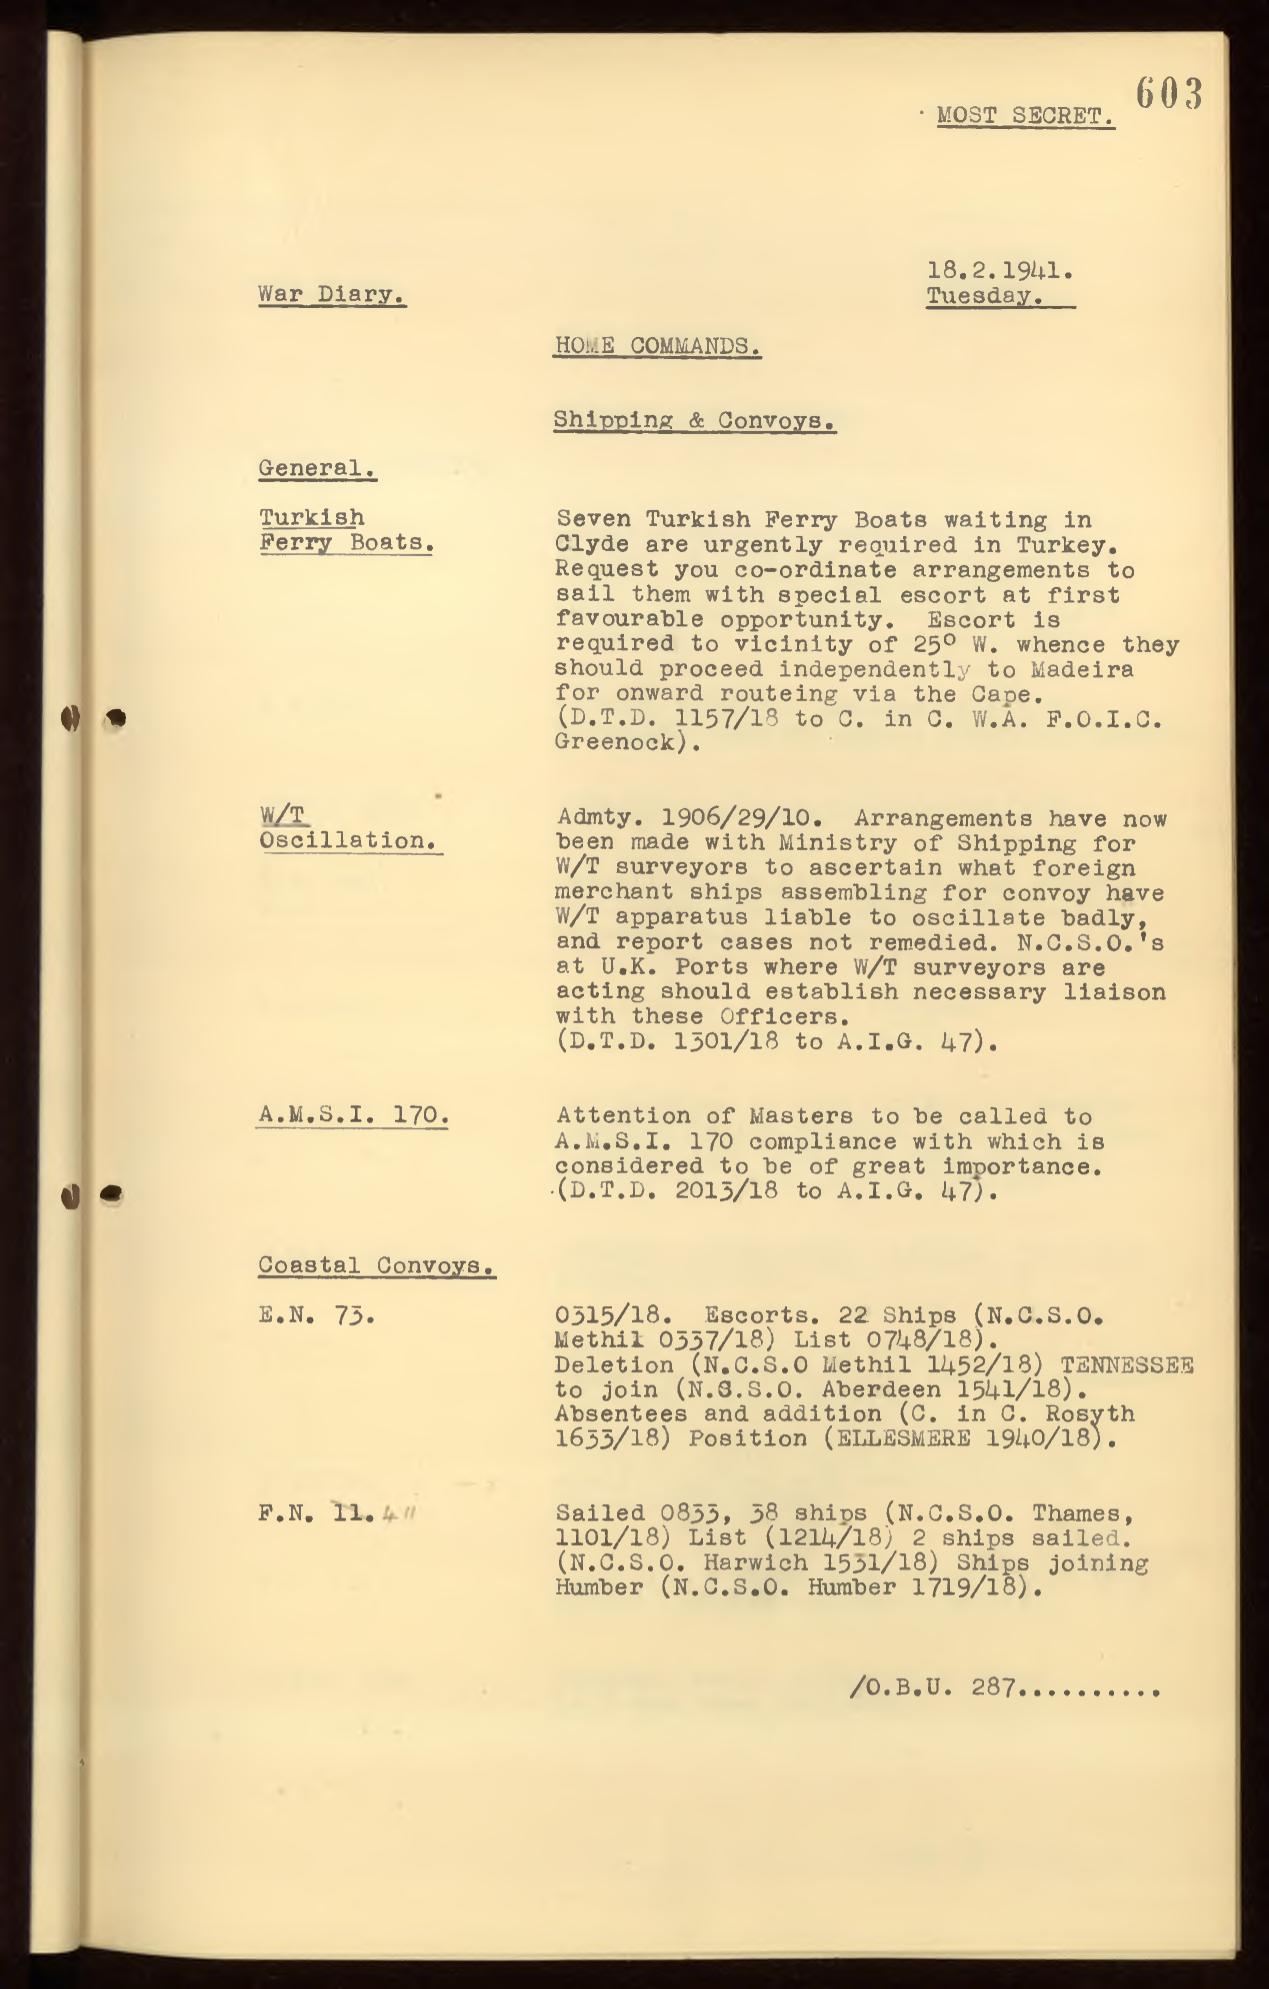 603
MOST SECRET.
18.2.1941.
War Diary.
Tuesday.
HOME COMMANDS.
Shipping & Convoys.
General.
Turkish
Ferry Boats.
Seven Turkish Ferry Boats waiting in
Clyde are urgently required in Turkey.
Request you co-ordinate arrangements to
sail them with special escort at first
favourable opportunity. Escort is
required to vicinity of 25° W. whence they
should proceed independently to Madeira
for onward routeing via the Cape.
(D.T.D. 1157/18 to C. in C. W.A. F.O.I.C.
Greenock).
W/T
Oscillation.
Admty. 1906/29/10. Arrangements have now
been made with Ministry of Shipping for
W/T surveyors to ascertain what foreign
merchant ships assembling for convoy have
W/T apparatus liable to oscillate badly,
and report cases not remedied. N.C.S.O.'s
at U.K. Ports where W/T surveyors are
acting should establish necessary liaison
with these Officers.
(D.T.D. 1301/18 to A.I.G. 47).
A.M.S.I. 170.
Attention of Masters to be called to
A.M.S.I. 170 compliance with which is
considered to be of great importance.
(D.T.D. 2013/18 to A.I.G. 47).
Coastal Convoys.
E.N. 73.
0315/18. Escorts. 22 Ships (N.C.S.O.
Methil 0337/18) List 0748/18).
Deletion (N.C.S.O Methil 1452/18) TENNESSEE
to join (N.C.S.O. Aberdeen 1541/18).
Absentees and addition (C. in C. Rosyth
1633/18) Position (ELLESMERE 1940/18).
F.N. 11.
Sailed 0833, 38 ships (N.C.S.O. Thames,
1101/18) List (1214/18) 2 ships sailed.
(N.C.S.O. Harwich 1531/18) Ships joining
Humber (N.C.S.O. Humber 1719/18).
/O.B.U. 287..........